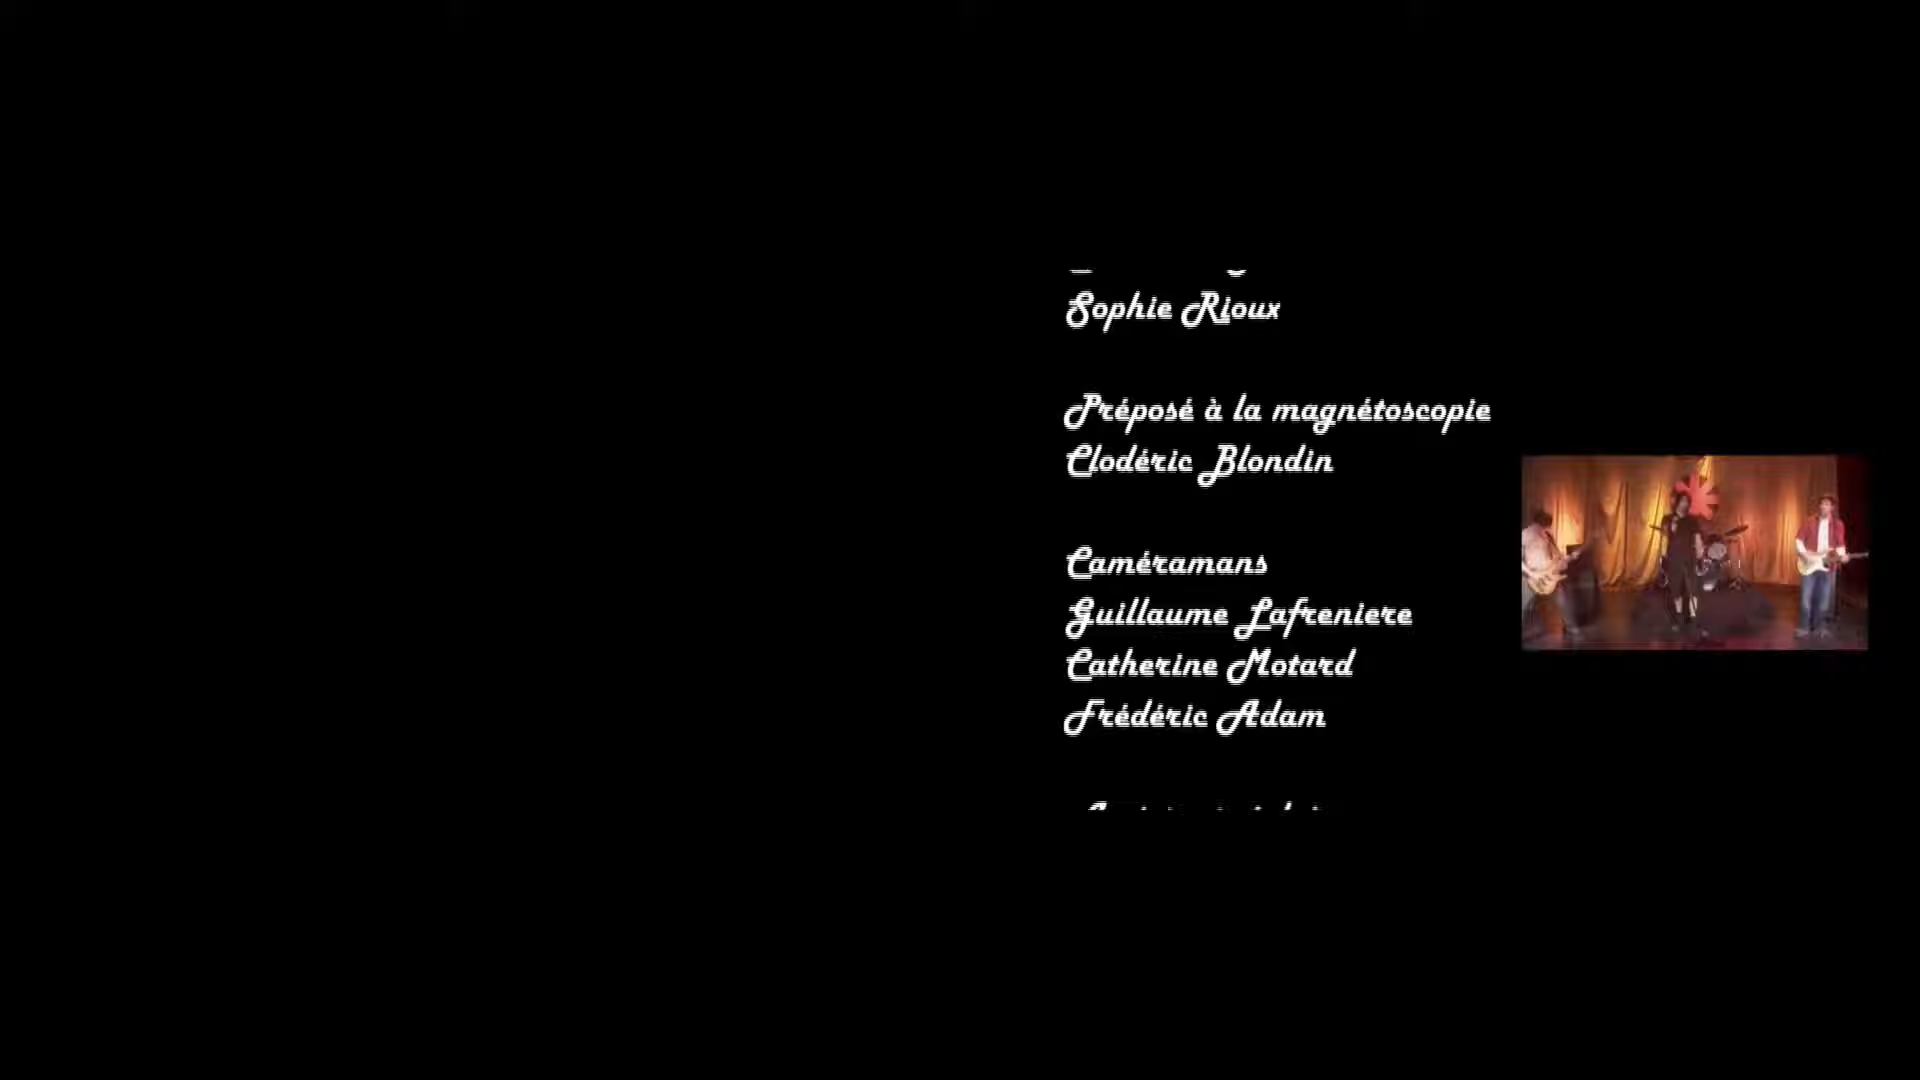 Sophie Rioux
Préposé à la magnétoscopie
Clodéric Blondin
Caméramans
Guillaume Lafreniere
Catherine Motard
Frédéric Adam